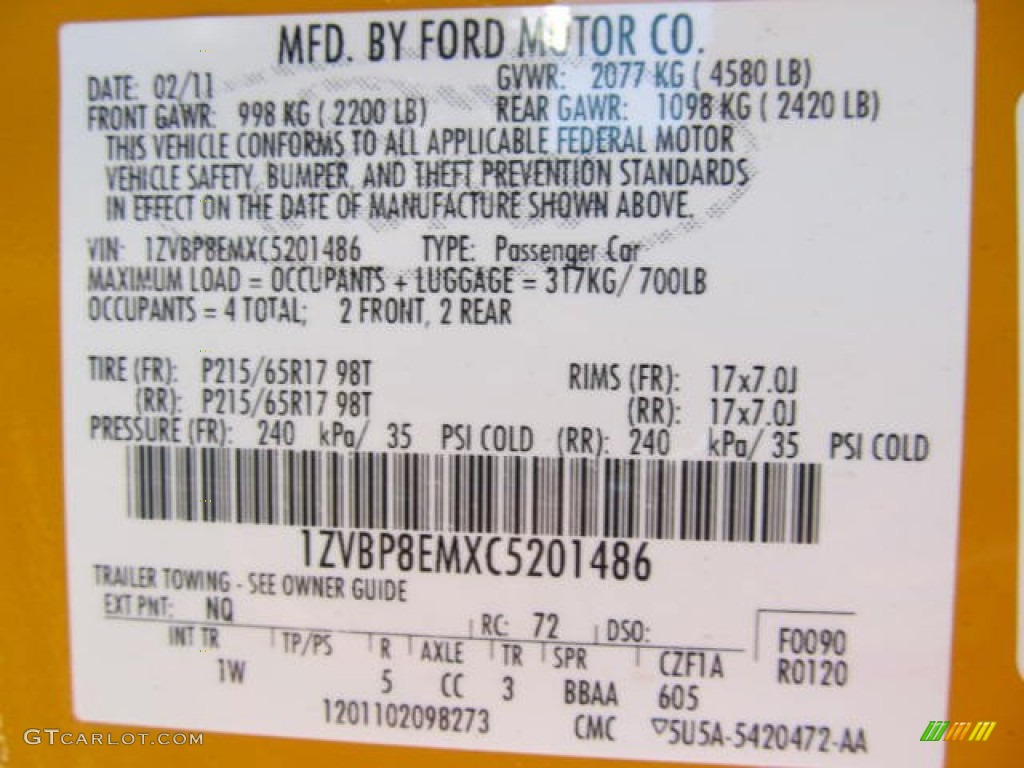 MFD. BY FORD MOTOR CO.
DATE: 02/11 GVWR: 2077 KG ( 4580 LB)
FRONT GAWR: 998 KG ( 2200 LB) REAR GAWR: 1098 KG ( 2420 LB)
THIS VEHICLE CONFORMS TO ALL APPLICABLE FEDERAL MOTOR
VEHICLE SAFETY, BUMPER, AND THEFT PREVENTION STANDARDS
IN EFFECT ON THE DATE OF MANUFACTURE SHOWN ABOVE.
VIN: 1ZVBP8EMXC5201486 TYPE: Passenger Car
MAXIMUM LOAD = OCCUPANTS + LUGGAGE = 317KG/ 700LB
OCCUPANTS = 4 TOTAL; 2 FRONT, 2 REAR
TIRE (FR): P215/65R17 98T RIMS (FR): 17x7.0J
(RR): P215/65R17 98T (RR): 17x7.0J
PRESSURE (FR): 240 kPa/ 35 PSI COLD (RR): 240 kPa/ 35 PSI COLD
1ZVBP8EMXC5201486
TRAILER TOWING - SEE OWNER GUIDE
EXT PNT: NQ RC: 72 DSO: F0090
INT TR TP/PS R AXLE TR SPR CZF1A R0120
1W 5 CC 3 BBAA 605
1201102098273 CMC ▽5U5A-5420472-AA
GTCARLOT.COM